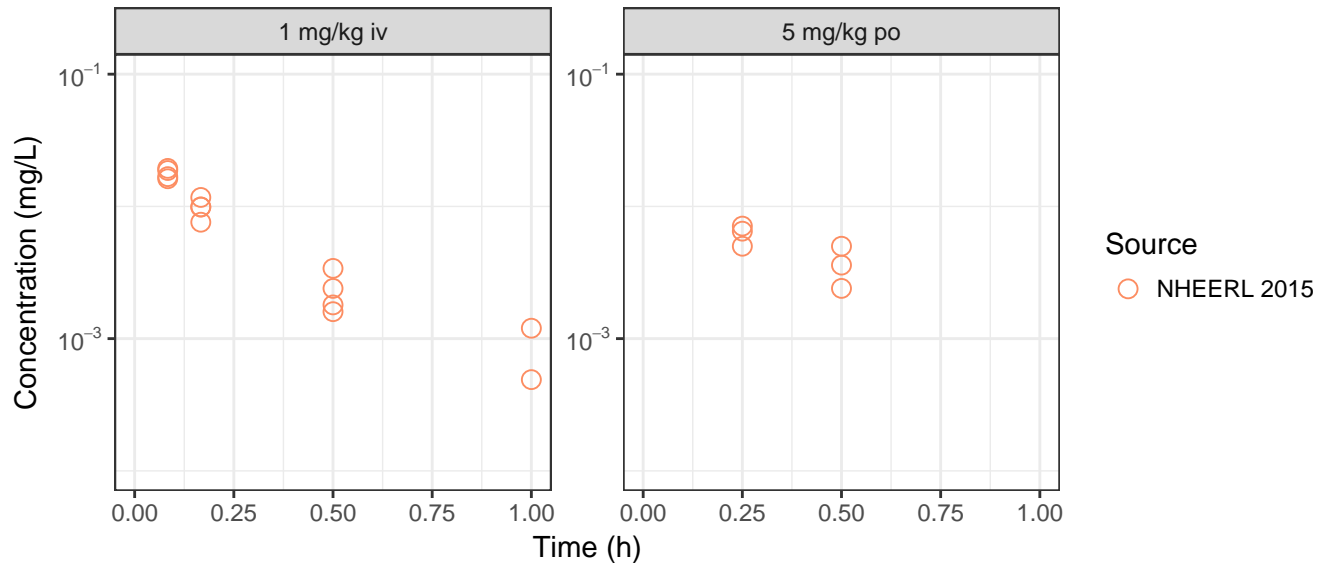 1 mg/kg iv
5 mg/kg po
Concentration (mg/L)
10⁻¹
10⁻³
0.00 0.25 0.50 0.75 1.00
10⁻¹
10⁻³
0.00 0.25 0.50 0.75 1.00
Time (h)
Source
NHEERL 2015